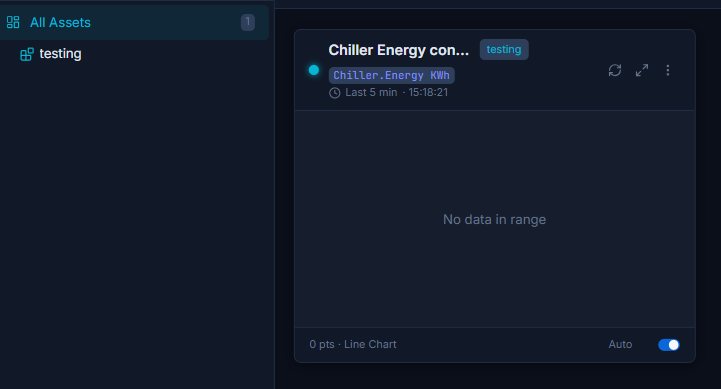 All Assets 1
testing
Chiller Energy con... testing
Chiller.Energy KWh
Last 5 min · 15:18:21
No data in range
0 pts · Line Chart Auto